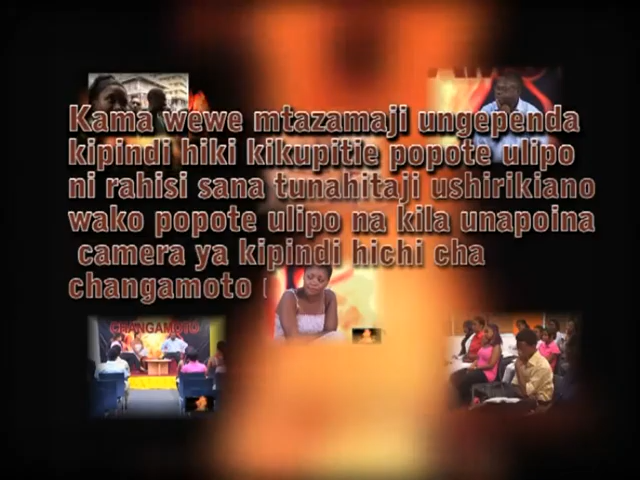 Kama wewe mtazamaji ungependa
kipindi hiki kikupitie popote ulipo
ni rahisi sana tunahitaji ushirikiano
wako popote ulipo na kila unapoina
camera ya kipindi hichi cha
changamoto [
CHANGAMOTO